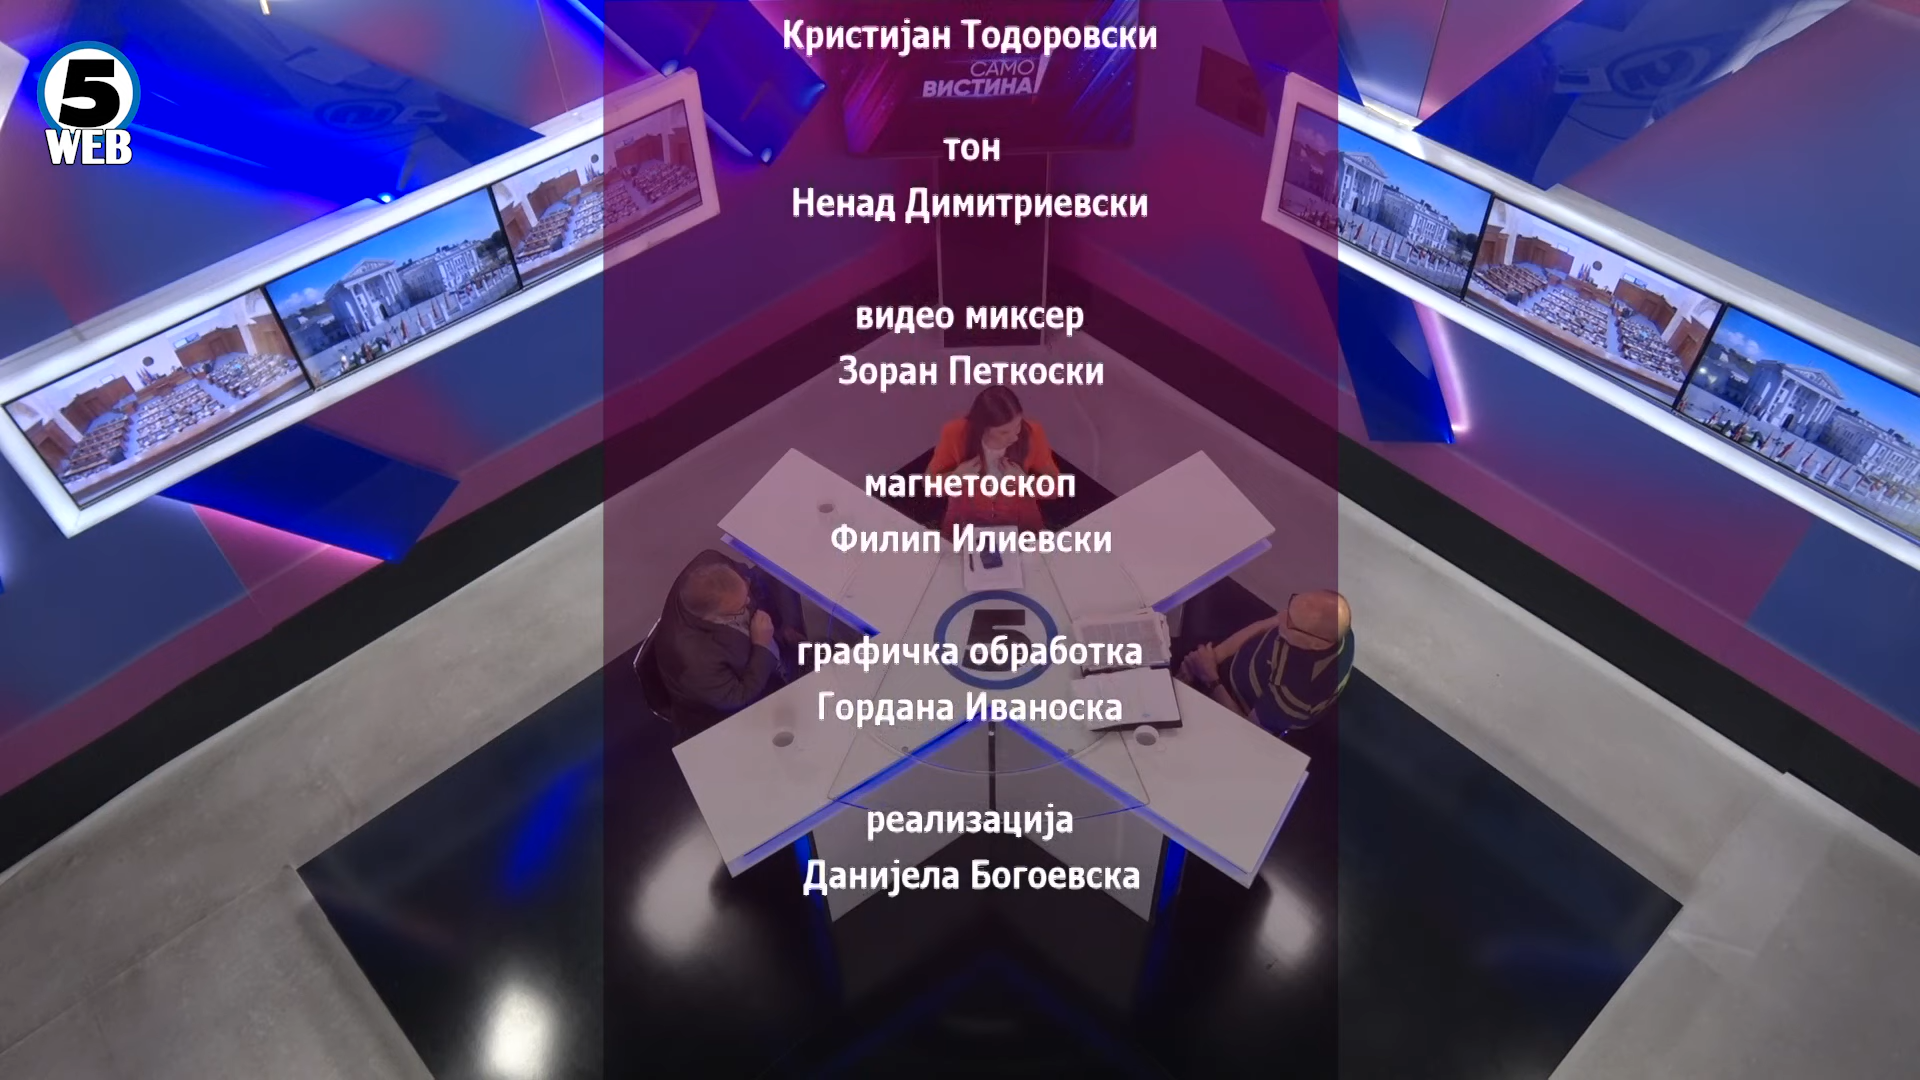 5
WEB
Кристијан Тодоровски
САМО
ВИСТИНА!
тон
Ненад Димитриевски
видео миксер
Зоран Петкоски
магнетоскоп
Филип Илиевски
5
графичка обработка
Гордана Иваноска
реализација
Данијела Богоевска